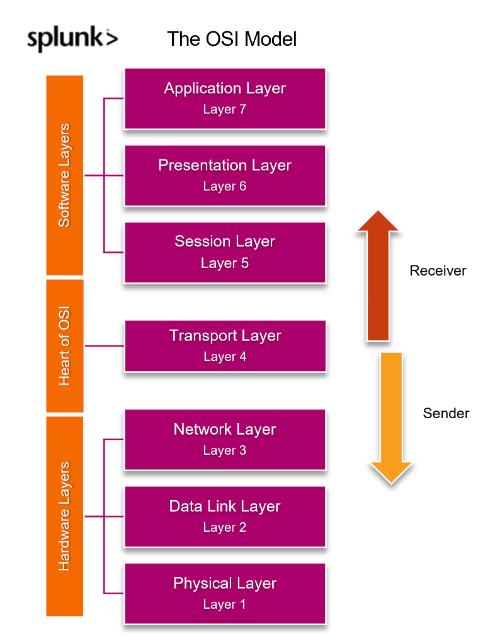 splunk>
The OSI Model
Software Layers
Application Layer
Layer 7
Presentation Layer
Layer 6
Session Layer
Layer 5
Heart of OSI
Transport Layer
Layer 4
Hardware Layers
Network Layer
Layer 3
Data Link Layer
Layer 2
Physical Layer
Layer 1
Receiver
Sender